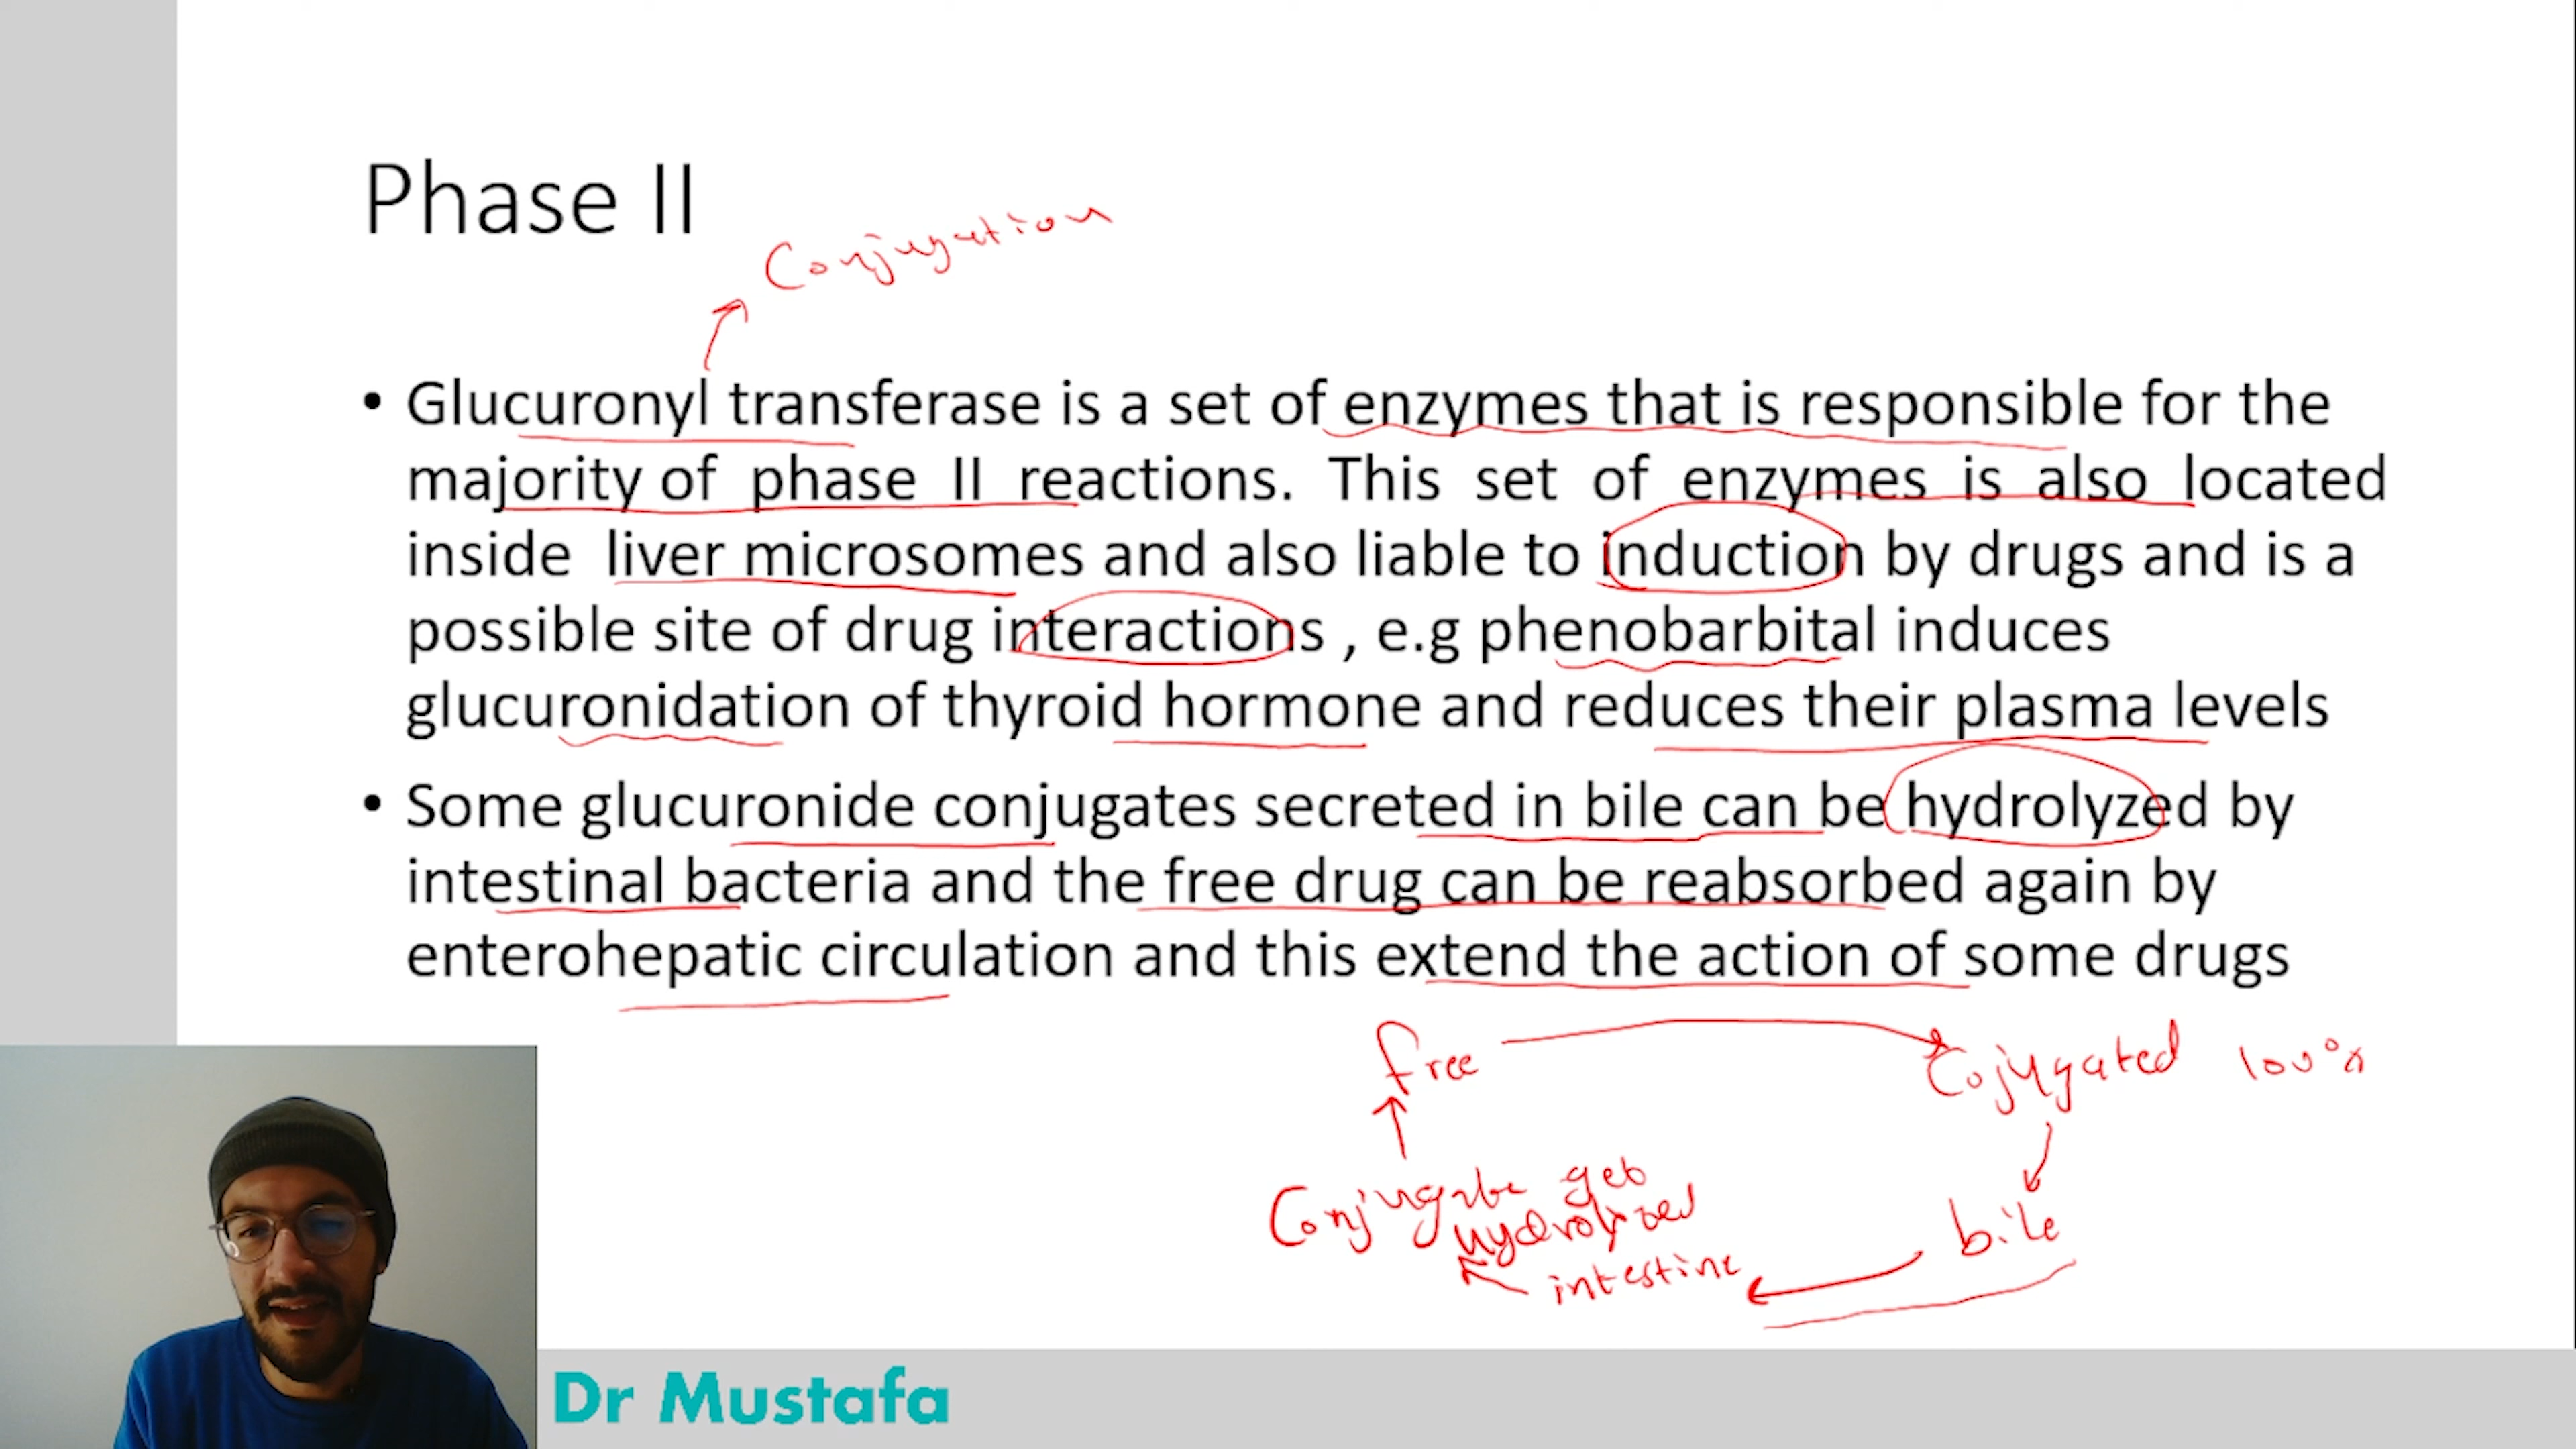 Phase II
Conjugation
• Glucuronyl transferase is a set of enzymes that is responsible for the
majority of phase II reactions. This set of enzymes is also located
inside liver microsomes and also liable to induction by drugs and is a
possible site of drug interactions , e.g phenobarbital induces
glucuronidation of thyroid hormone and reduces their plasma levels
• Some glucuronide conjugates secreted in bile can be hydrolyzed by
intestinal bacteria and the free drug can be reabsorbed again by
enterohepatic circulation and this extend the action of some drugs
free
Cojugated 100%
Conjugate get
hydrolyzed
bile
intestine
Dr Mustafa